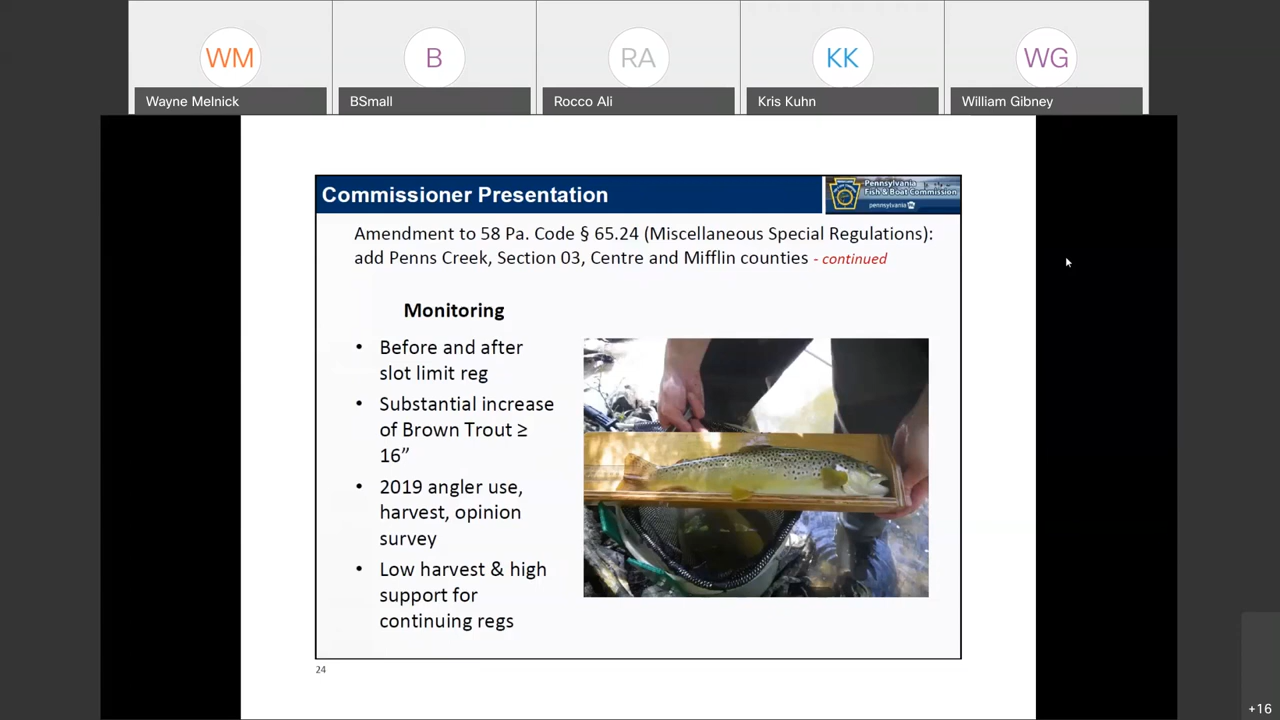 WM
B
RA
KK
WG
Wayne Melnick
BSmall
Rocco Ali
Kris Kuhn
William Gibney
Commissioner Presentation
Pennsylvania
Fish & Boat Commission
pennsylvania
Amendment to 58 Pa. Code § 65.24 (Miscellaneous Special Regulations):
add Penns Creek, Section 03, Centre and Mifflin counties - continued
Monitoring
• Before and after
slot limit reg
• Substantial increase
of Brown Trout ≥
16”
• 2019 angler use,
harvest, opinion
survey
• Low harvest & high
support for
continuing regs
24
+16